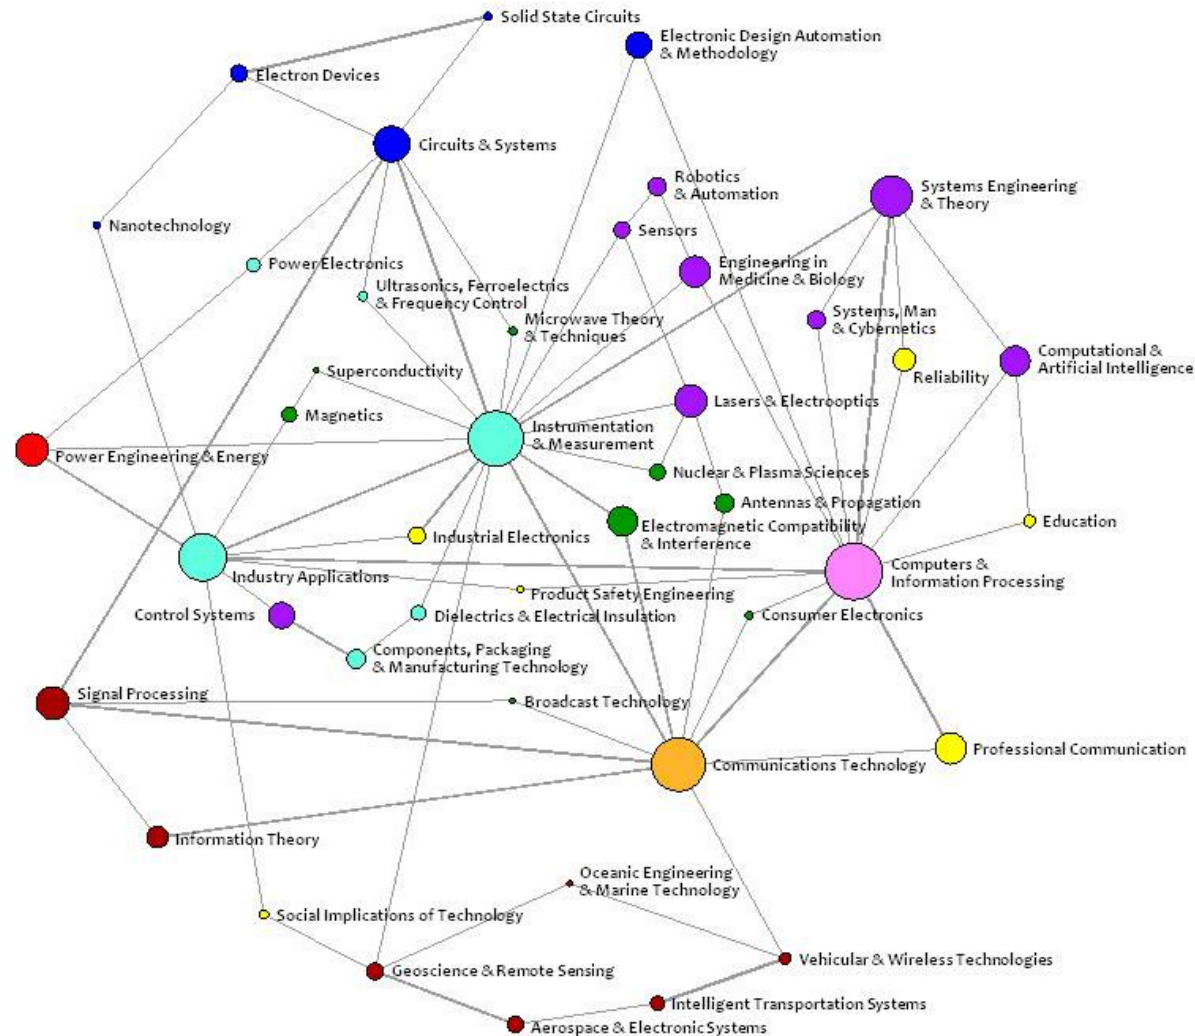 Solid State Circuits
Electronic Design Automation
& Methodology
Electron Devices
Circuits & Systems
Robotics
& Automation
Systems Engineering
& Theory
Nanotechnology
Sensors
Power Electronics
Engineering in
Medicine & Biology
Ultrasonics, Ferroelectrics
& Frequency Control
Microwave Theory
& Techniques
Systems, Man
& Cybernetics
Computational &
Artificial Intelligence
Superconductivity
Reliability
Magnetics
Lasers & Electrooptics
Instrumentation
& Measurement
Power Engineering & Energy
Nuclear & Plasma Sciences
Antennas & Propagation
Electromagnetic Compatibility
& Interference
Education
Industrial Electronics
Industry Applications
Computers &
Information Processing
Product Safety Engineering
Control Systems
Dielectrics & Electrical Insulation
Consumer Electronics
Components, Packaging
& Manufacturing Technology
Signal Processing
Broadcast Technology
Professional Communication
Communications Technology
Information Theory
Oceanic Engineering
& Marine Technology
Social Implications of Technology
Vehicular & Wireless Technologies
Geoscience & Remote Sensing
Intelligent Transportation Systems
Aerospace & Electronic Systems